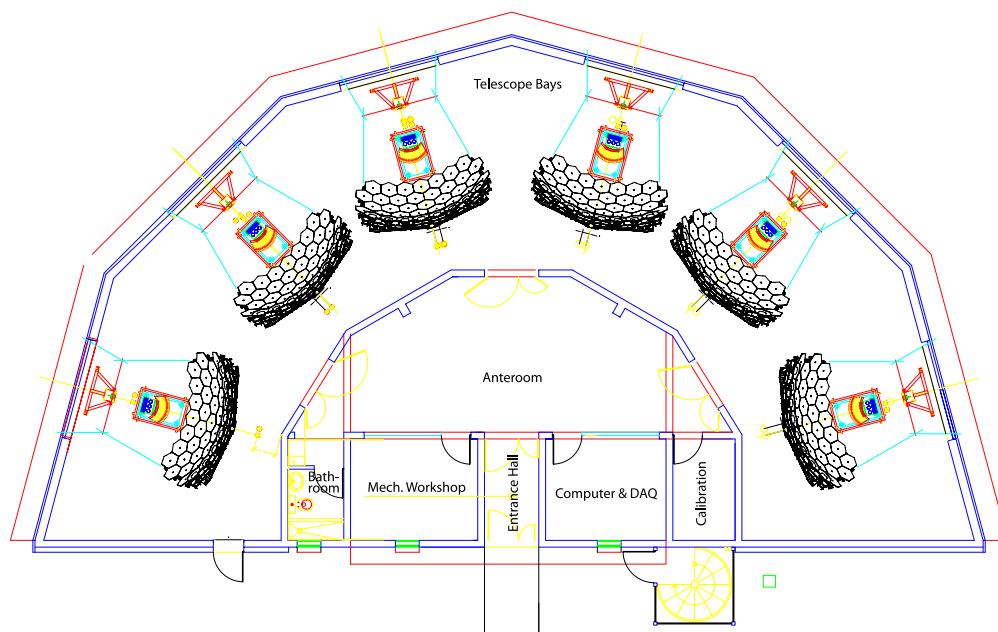 Telescope Bays
Anteroom
Bath-
room
Mech. Workshop
Entrance Hall
Computer & DAQ
Calibration